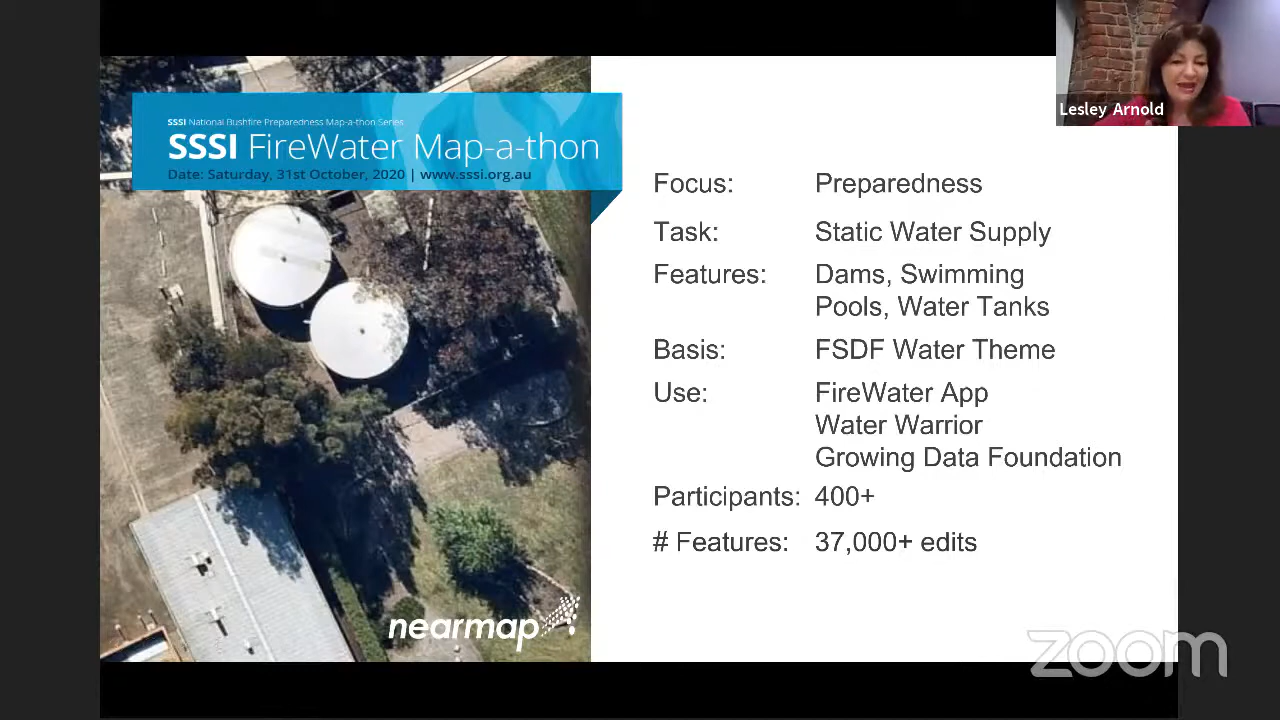 Lesley Arnold
SSSI National Bushfire Preparedness Map-a-thon Series
SSSI FireWater Map-a-thon
Date: Saturday, 31st October, 2020 | www.sssi.org.au
Focus: Preparedness
Task: Static Water Supply
Features: Dams, Swimming
Pools, Water Tanks
Basis: FSDF Water Theme
Use: FireWater App
Water Warrior
Growing Data Foundation
Participants: 400+
# Features: 37,000+ edits
nearmap
zoom